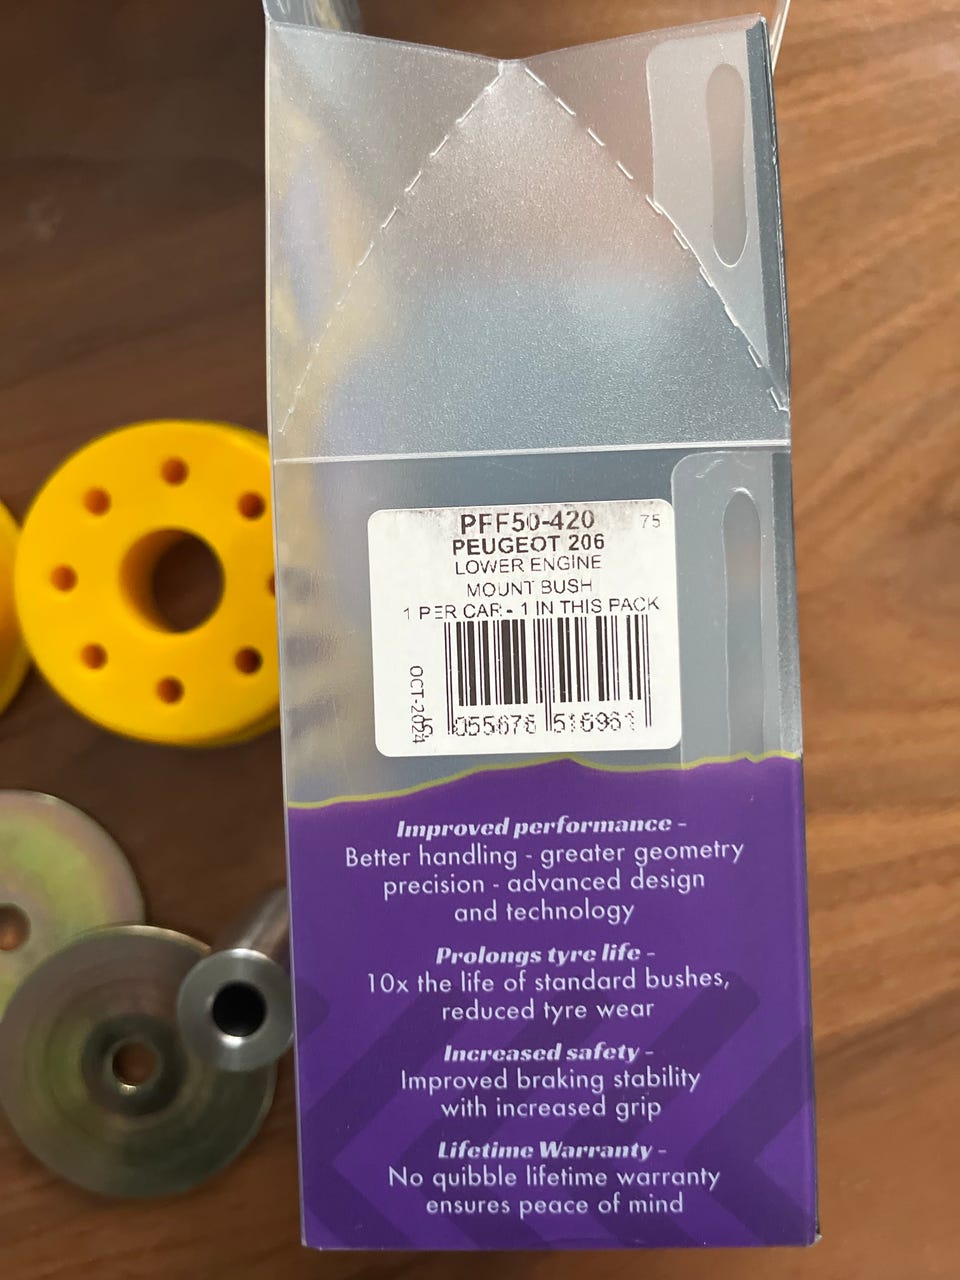 PFF50-420 75
PEUGEOT 206
LOWER ENGINE
MOUNT BUSH
1 PER CAR - 1 IN THIS PACK
OCT-2024
5 055676 516961
Improved performance -
Better handling - greater geometry
precision - advanced design
and technology
Prolongs tyre life -
10x the life of standard bushes,
reduced tyre wear
Increased safety -
Improved braking stability
with increased grip
Lifetime Warranty -
No quibble lifetime warranty
ensures peace of mind